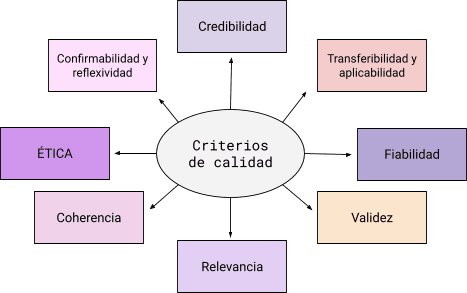 Credibilidad
Confirmabilidad y
reflexividad
Transferibilidad y
aplicabilidad
Criterios
de calidad
ÉTICA
Fiabilidad
Coherencia
Validez
Relevancia